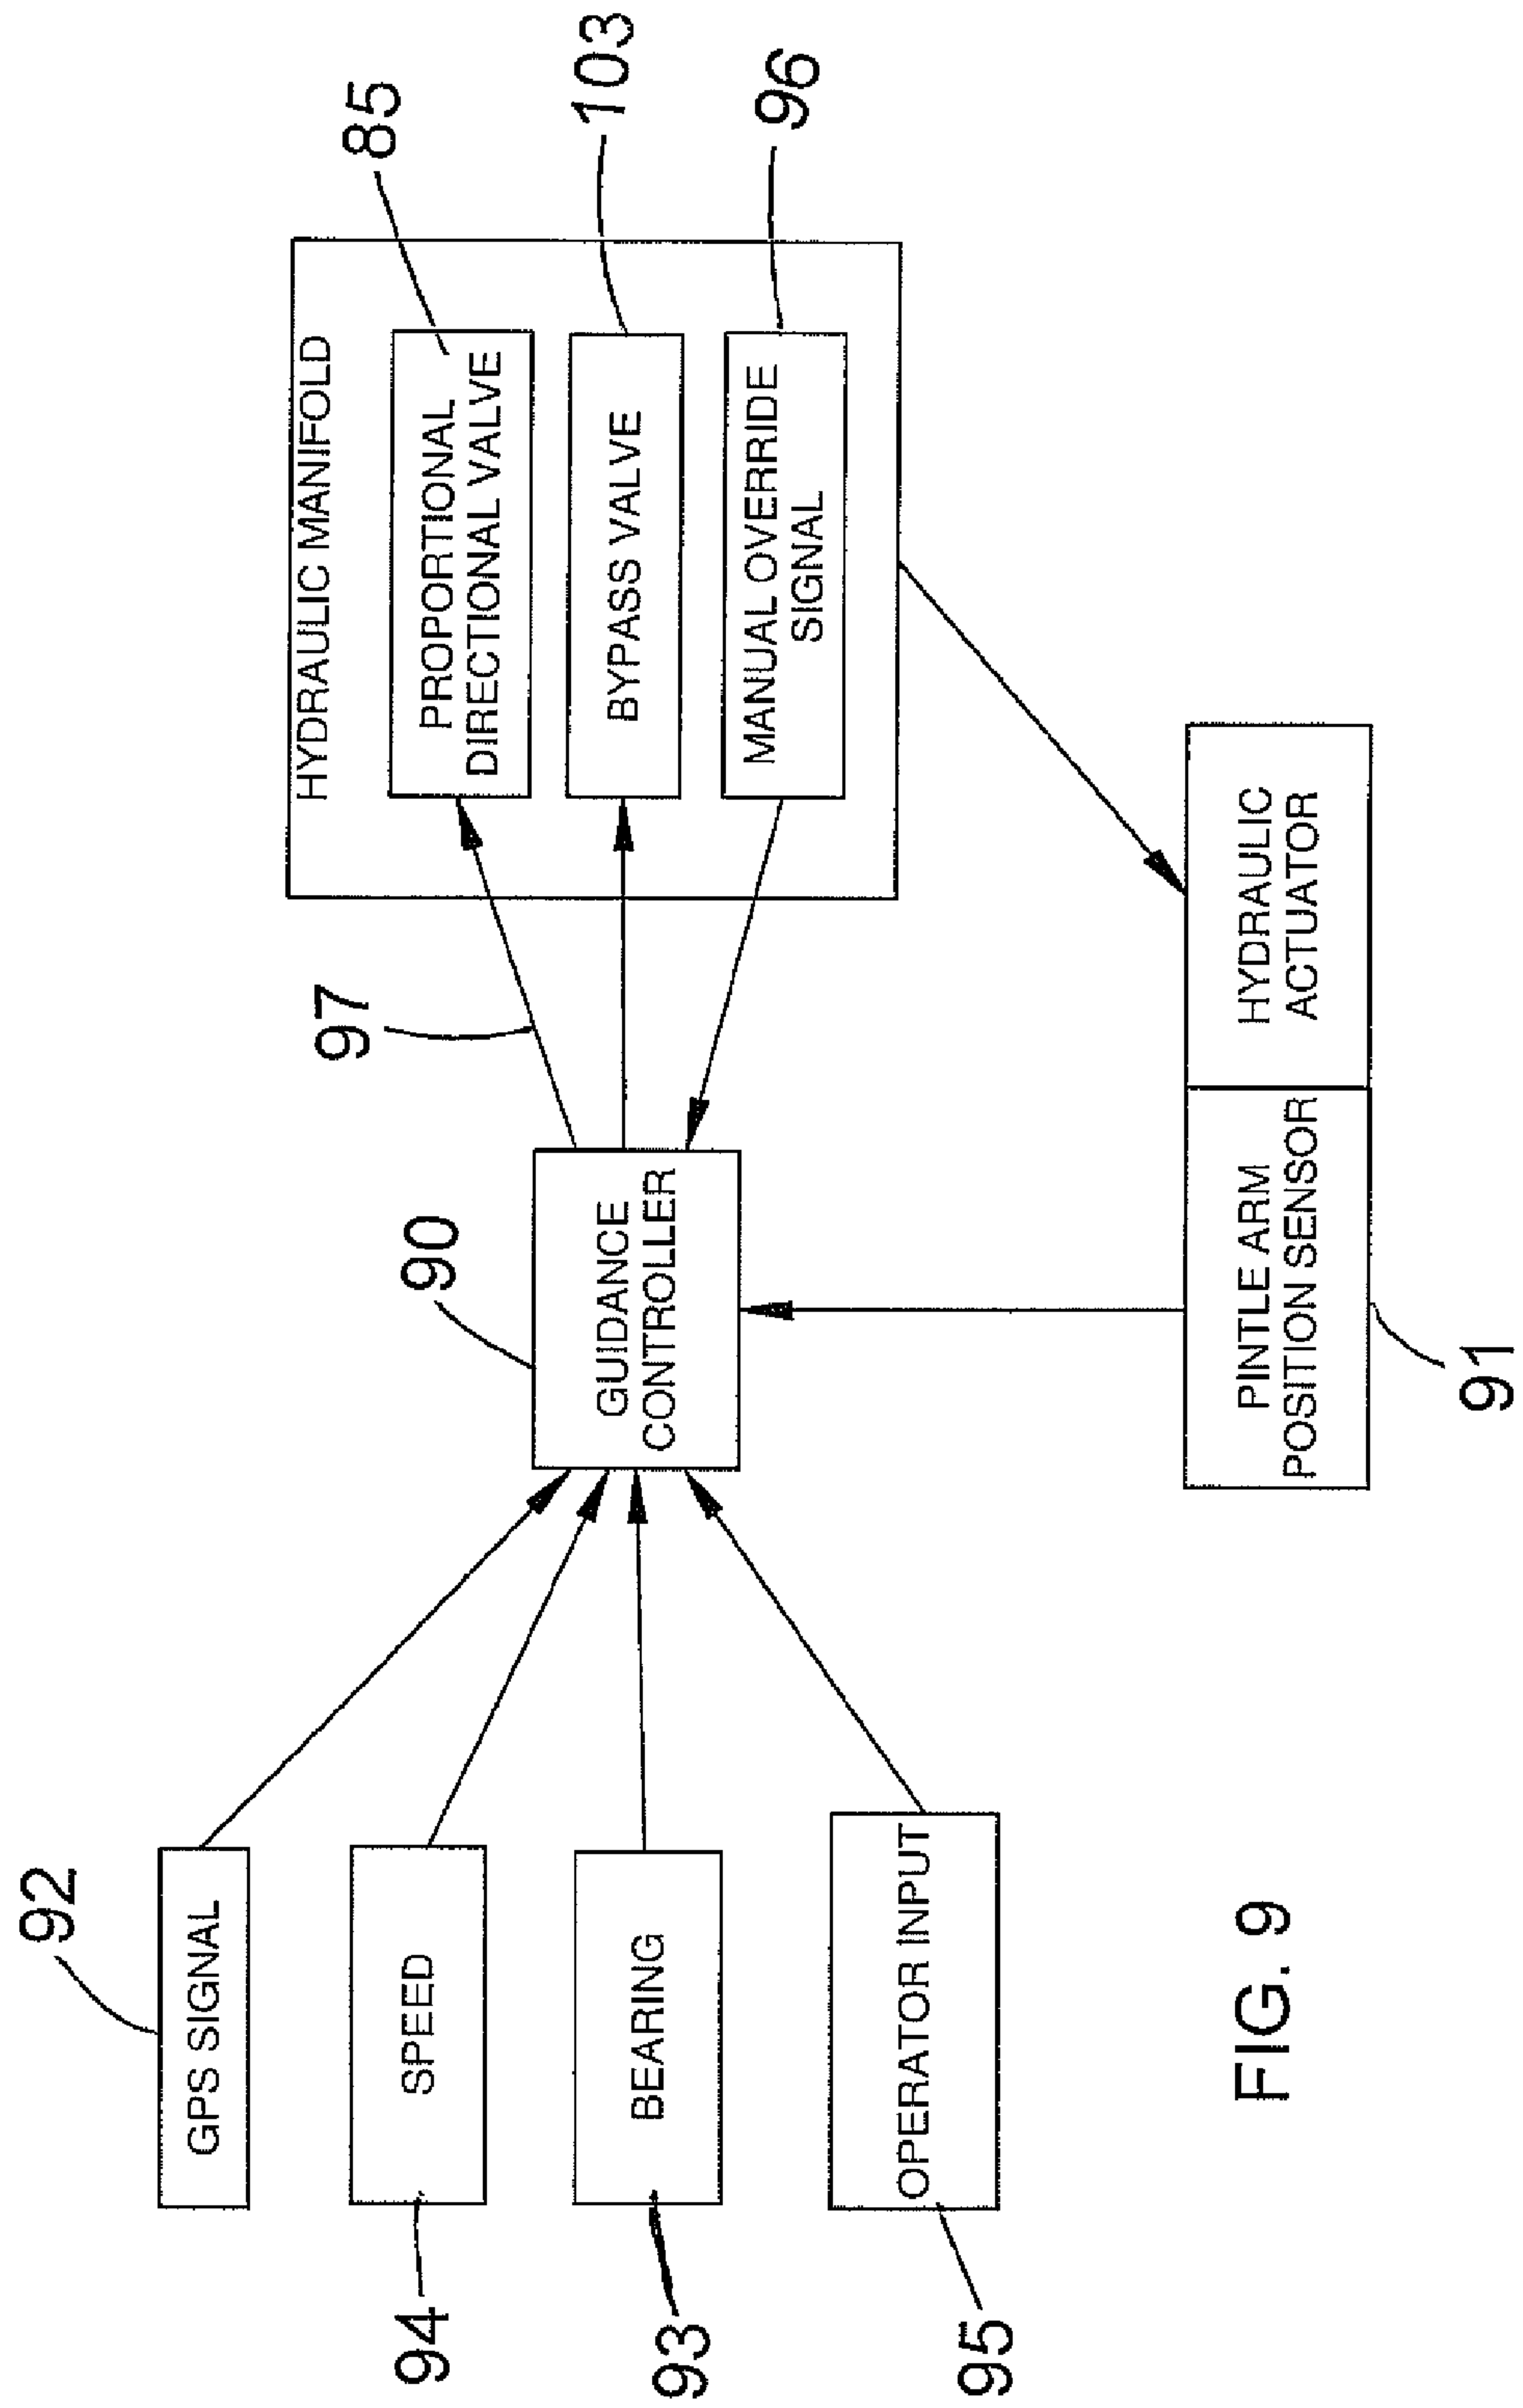 92
GPS SIGNAL
94
SPEED
93
BEARING
95
OPERATOR INPUT
90
GUIDANCE
CONTROLLER
97
HYDRAULIC MANIFOLD
PROPORTIONAL
DIRECTIONAL VALVE
85
BYPASS VALVE
103
MANUAL OVERRIDE
SIGNAL
96
PINTLE ARM
POSITION SENSOR
91
HYDRAULIC
ACTUATOR
FIG. 9